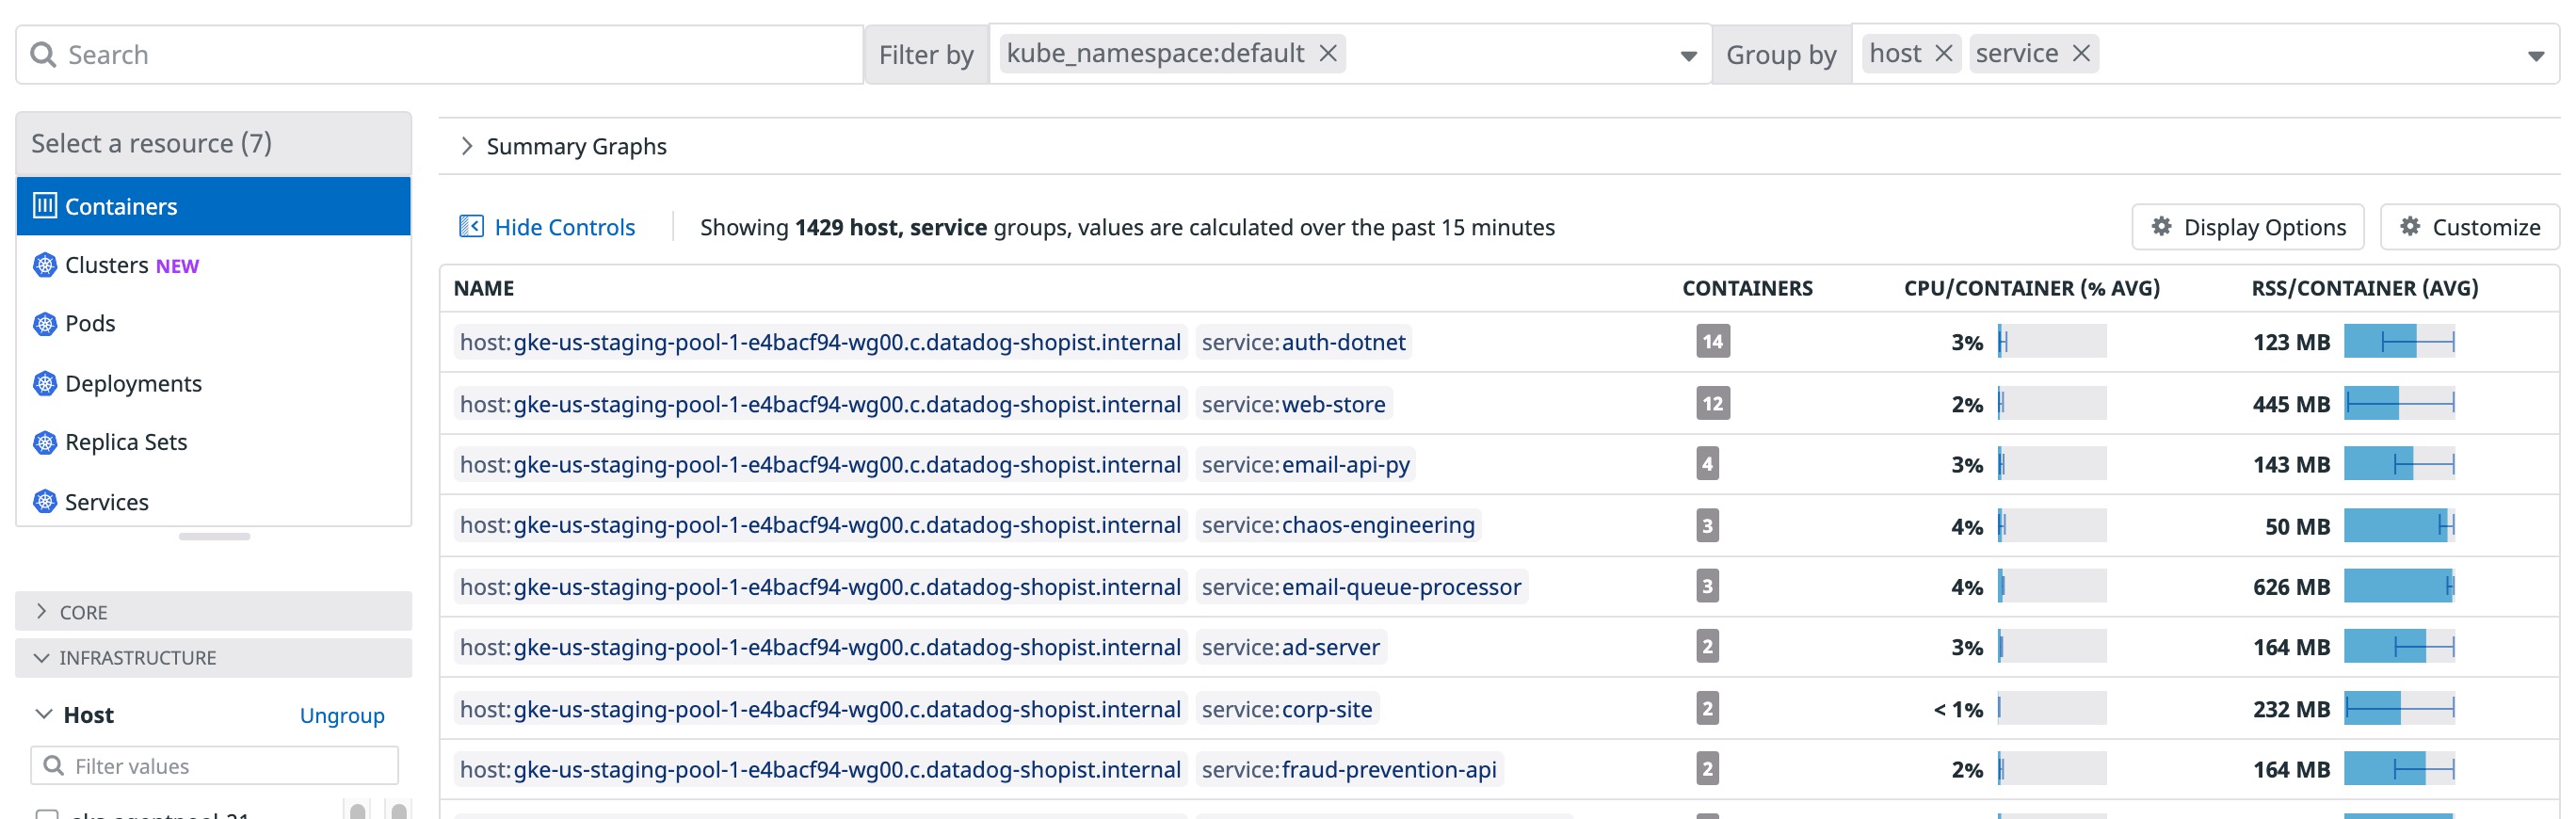 Search Filter by kube_namespace:default Group by host service
Select a resource (7)
Containers
Clusters NEW
Pods
Deployments
Replica Sets
Services
CORE
INFRASTRUCTURE
Host Ungroup
Filter values
Summary Graphs
Hide Controls Showing 1429 host, service groups, values are calculated over the past 15 minutes Display Options Customize
NAME CONTAINERS CPU/CONTAINER (% AVG) RSS/CONTAINER (AVG)
host:gke-us-staging-pool-1-e4bacf94-wg00.c.datadog-shopist.internal service:auth-dotnet 14 3% 123 MB
host:gke-us-staging-pool-1-e4bacf94-wg00.c.datadog-shopist.internal service:web-store 12 2% 445 MB
host:gke-us-staging-pool-1-e4bacf94-wg00.c.datadog-shopist.internal service:email-api-py 4 3% 143 MB
host:gke-us-staging-pool-1-e4bacf94-wg00.c.datadog-shopist.internal service:chaos-engineering 3 4% 50 MB
host:gke-us-staging-pool-1-e4bacf94-wg00.c.datadog-shopist.internal service:email-queue-processor 3 4% 626 MB
host:gke-us-staging-pool-1-e4bacf94-wg00.c.datadog-shopist.internal service:ad-server 2 3% 164 MB
host:gke-us-staging-pool-1-e4bacf94-wg00.c.datadog-shopist.internal service:corp-site 2 < 1% 232 MB
host:gke-us-staging-pool-1-e4bacf94-wg00.c.datadog-shopist.internal service:fraud-prevention-api 2 2% 164 MB